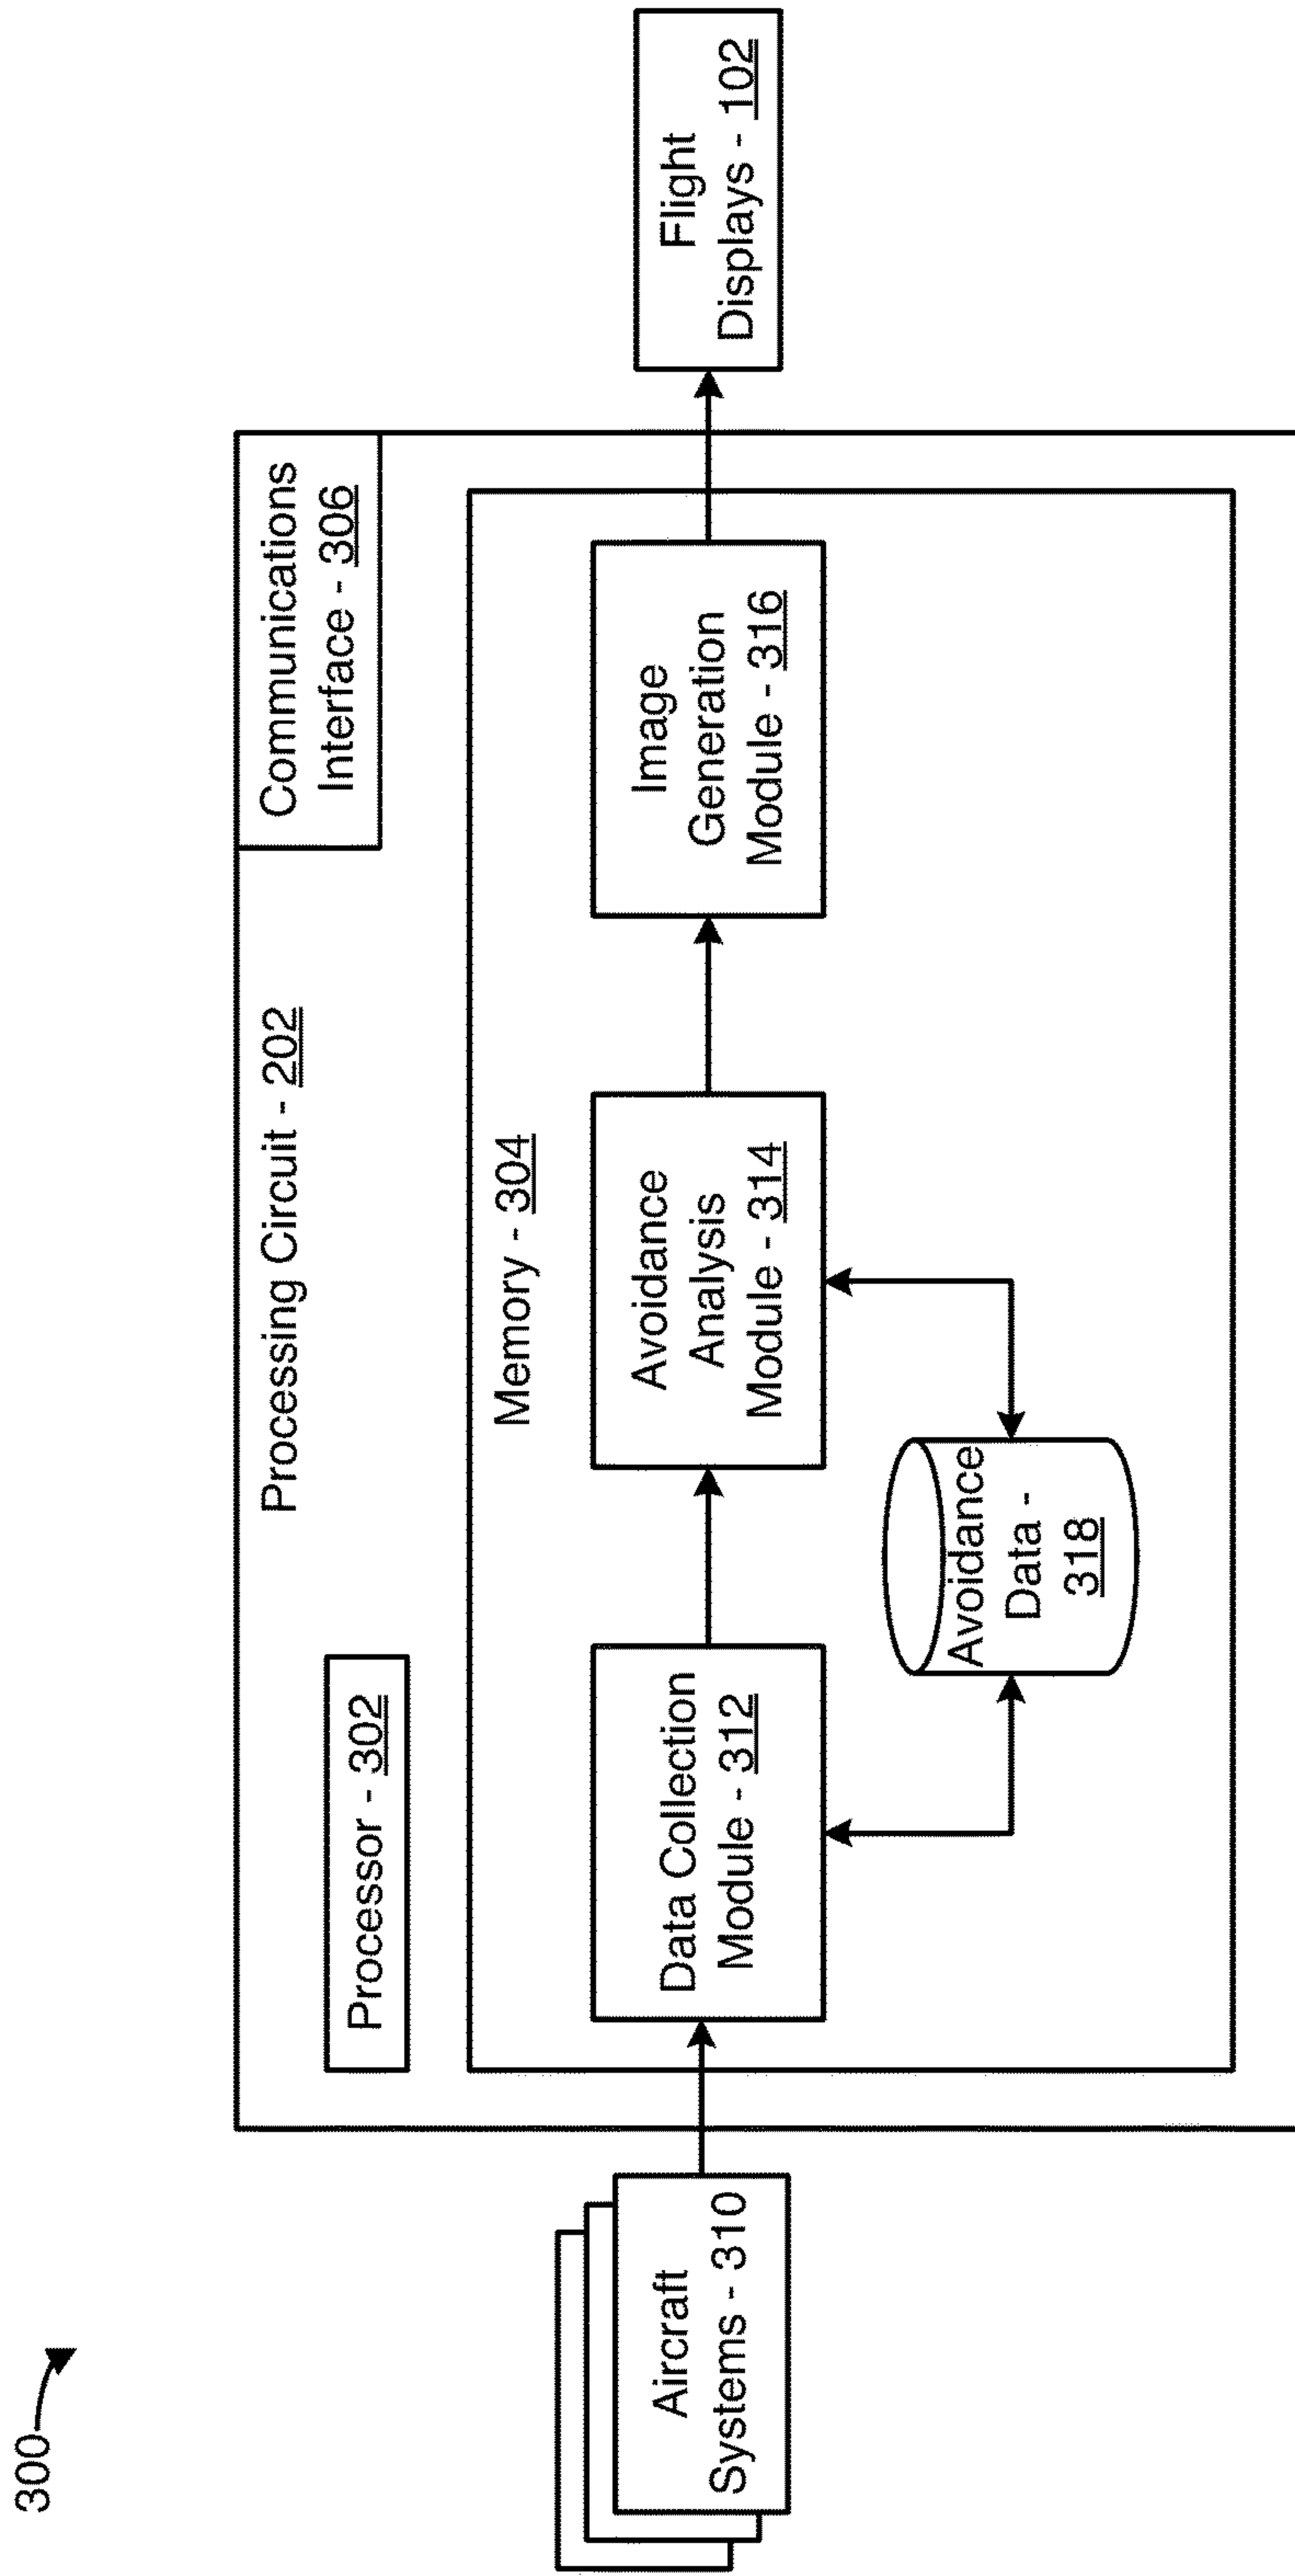 300
Processing Circuit - 202
Communications
Interface - 306
Processor - 302
Memory - 304
Aircraft
Systems - 310
Data Collection
Module - 312
Avoidance
Analysis
Module - 314
Image
Generation
Module - 316
Flight
Displays - 102
Avoidance
Data -
318